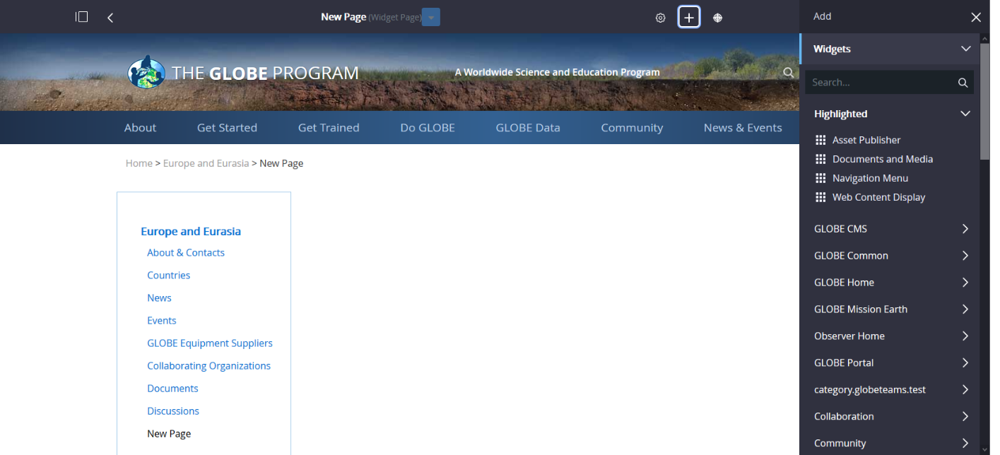 New Page (Widget Page)
Add
THE GLOBE PROGRAM
A Worldwide Science and Education Program
About
Get Started
Get Trained
Do GLOBE
GLOBE Data
Community
News & Events
Home > Europe and Eurasia > New Page
Europe and Eurasia
About & Contacts
Countries
News
Events
GLOBE Equipment Suppliers
Collaborating Organizations
Documents
Discussions
New Page
Widgets
Search...
Highlighted
Asset Publisher
Documents and Media
Navigation Menu
Web Content Display
GLOBE CMS
GLOBE Common
GLOBE Home
GLOBE Mission Earth
Observer Home
GLOBE Portal
category.globeteams.test
Collaboration
Community